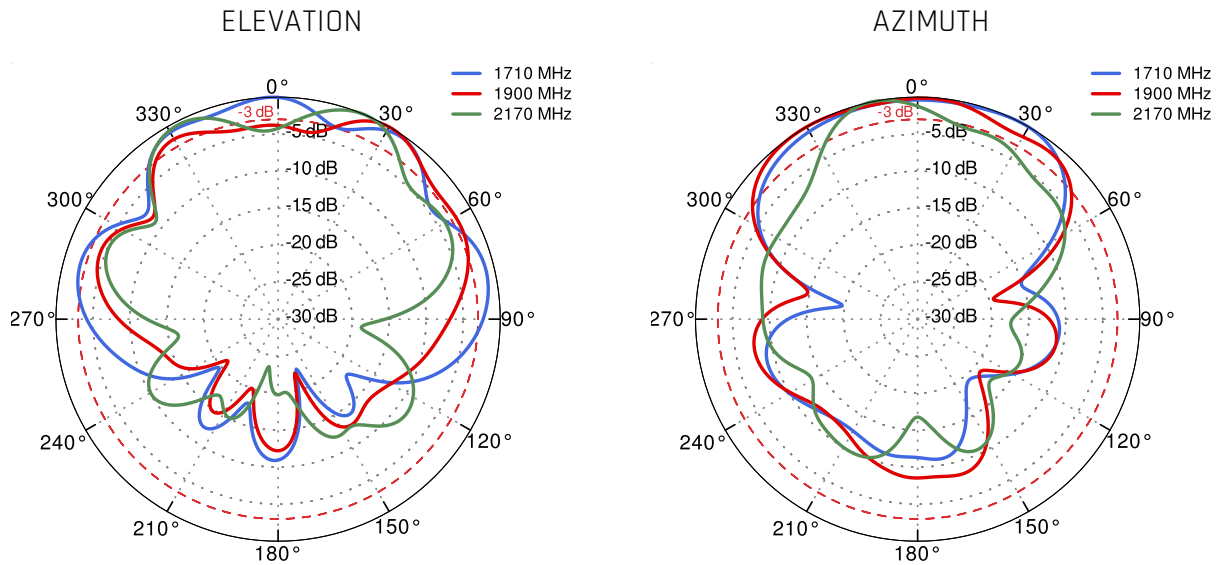 ELEVATION
1710 MHz
1900 MHz
2170 MHz
0°
330°
30°
-3 dB
-5 dB
-10 dB
300°
60°
-15 dB
-20 dB
-25 dB
-30 dB
270°
90°
240°
120°
210°
150°
180°
AZIMUTH
1710 MHz
1900 MHz
2170 MHz
0°
330°
30°
-3 dB
-5 dB
-10 dB
300°
60°
-15 dB
-20 dB
-25 dB
-30 dB
270°
90°
240°
120°
210°
150°
180°